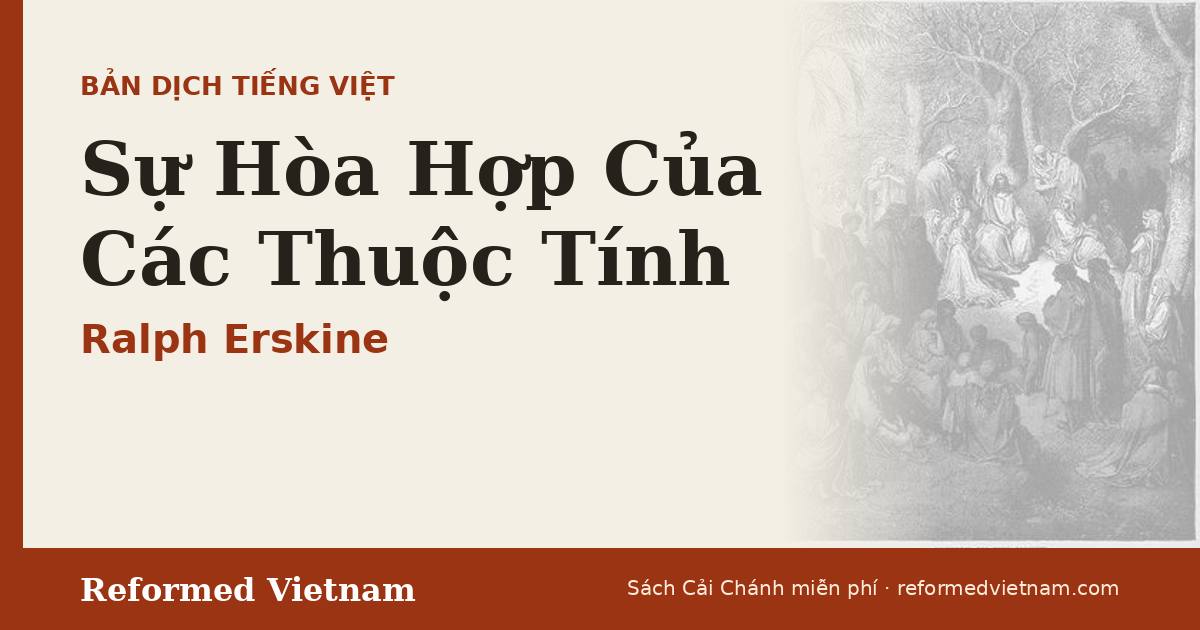 BẢN DỊCH TIẾNG VIỆT
Sự Hòa Hợp Của
Các Thuộc Tính
Ralph Erskine
Reformed Vietnam
Sách Cải Chánh miễn phí · reformedvietnam.com